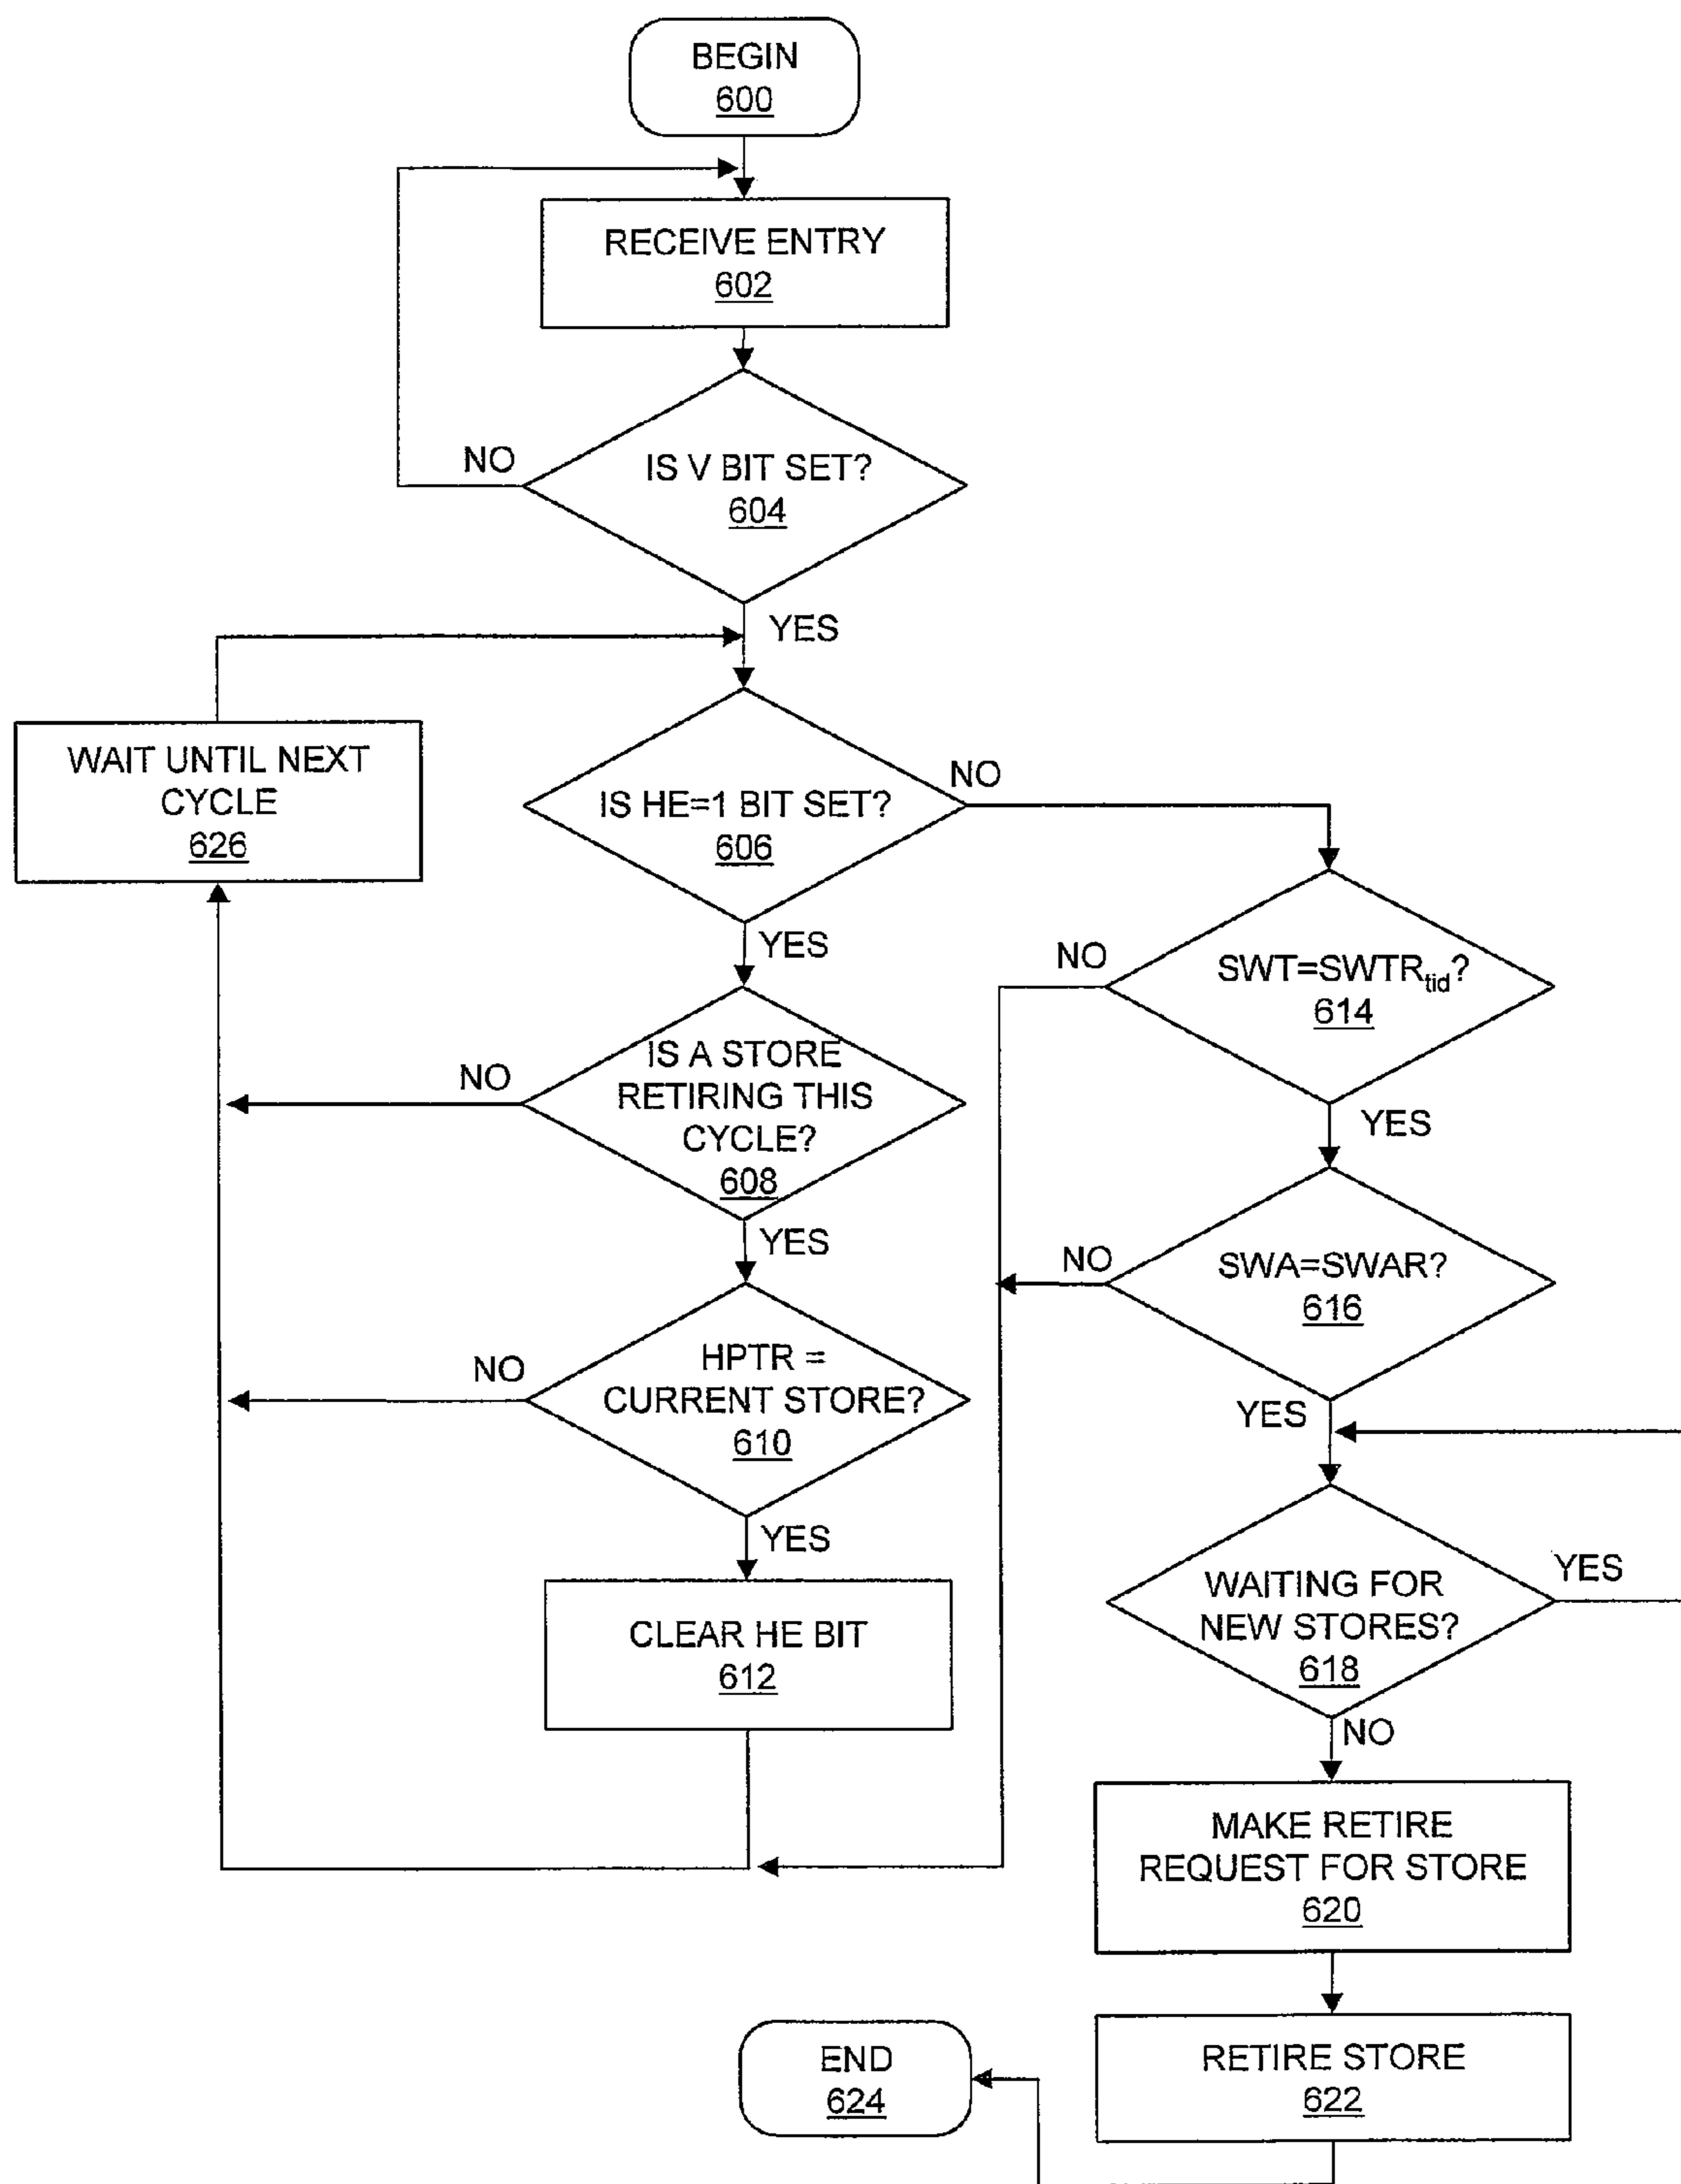 BEGIN
600
RECEIVE ENTRY
602
NO
IS V BIT SET?
604
YES
WAIT UNTIL NEXT
CYCLE
626
IS HE=1 BIT SET?
606
NO
YES
NO
SWT=SWTRtid?
614
YES
NO
IS A STORE
RETIRING THIS
CYCLE?
608
YES
NO
SWA=SWAR?
616
YES
NO
HPTR =
CURRENT STORE?
610
YES
WAITING FOR
NEW STORES?
618
YES
NO
CLEAR HE BIT
612
MAKE RETIRE
REQUEST FOR STORE
620
RETIRE STORE
622
END
624